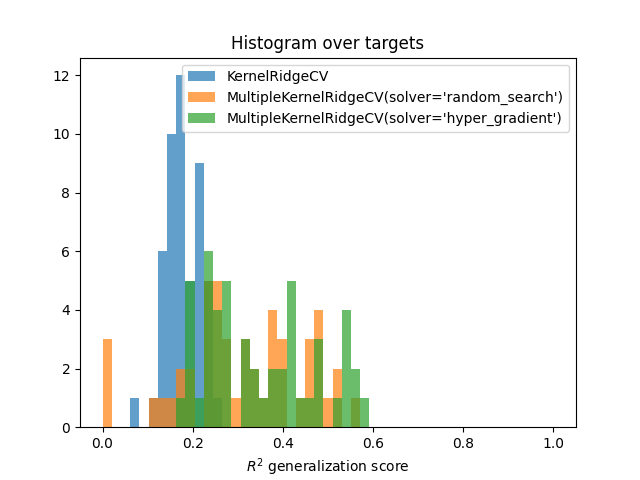 Histogram over targets
KernelRidgeCV
MultipleKernelRidgeCV(solver='random_search')
MultipleKernelRidgeCV(solver='hyper_gradient')
12
10
8
6
4
2
0
0.0 0.2 0.4 0.6 0.8 1.0
R² generalization score